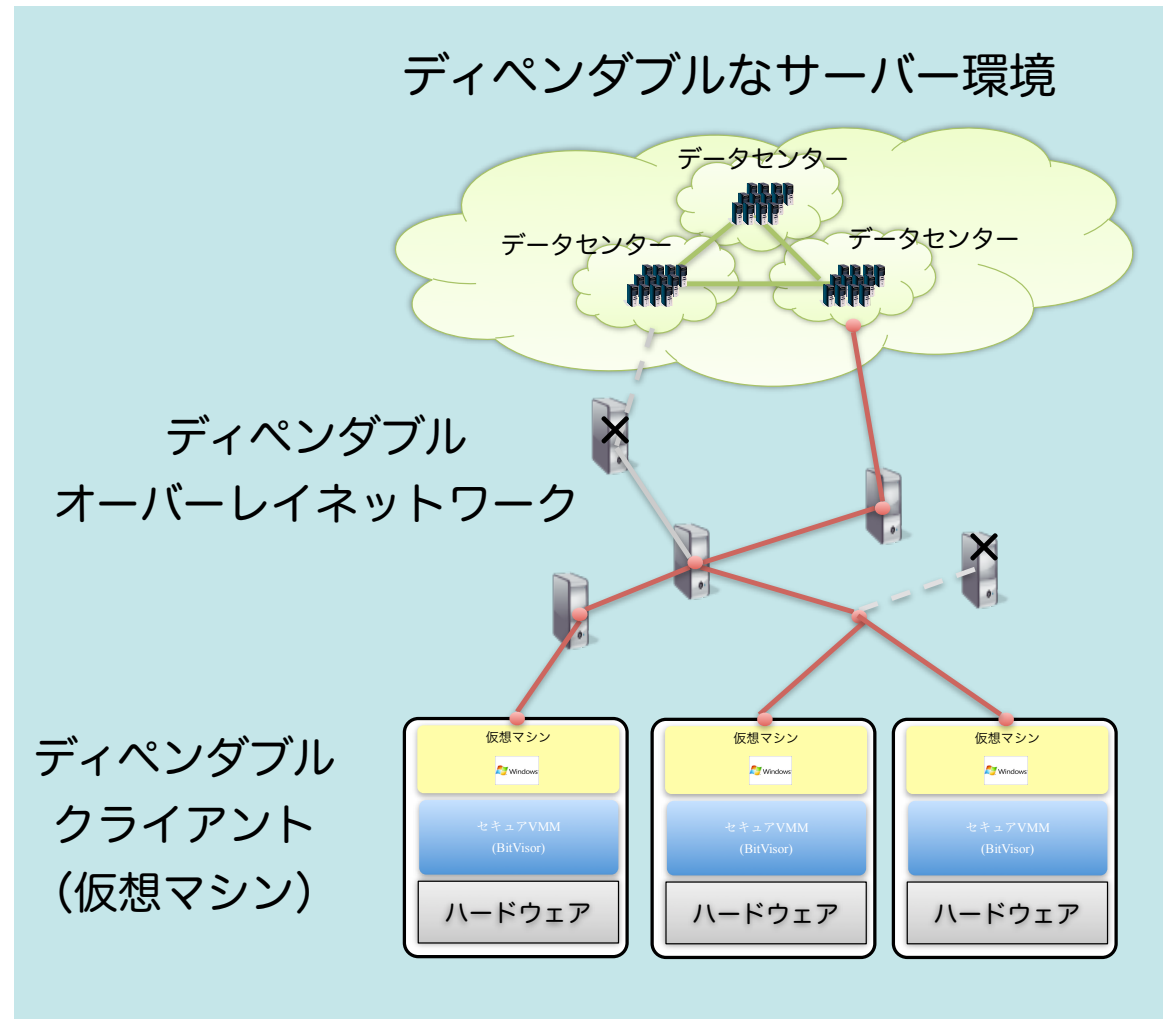 ディペンダブルなサーバー環境
データセンター
データセンター
データセンター
ディペンダブル
オーバーレイネットワーク
ディペンダブル
クライアント
(仮想マシン)
仮想マシン
Windows
セキュアVMM
(BitVisor)
ハードウェア
仮想マシン
Windows
セキュアVMM
(BitVisor)
ハードウェア
仮想マシン
Windows
セキュアVMM
(BitVisor)
ハードウェア